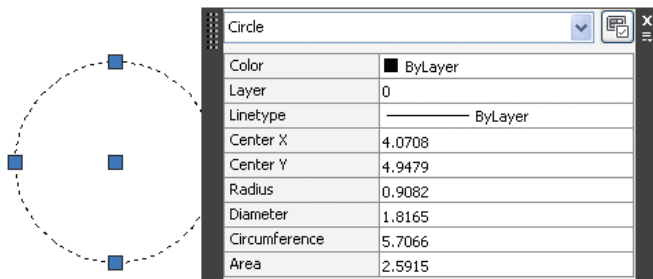 Circle
Color ByLayer
Layer 0
Linetype ByLayer
Center X 4.0708
Center Y 4.9479
Radius 0.9082
Diameter 1.8165
Circumference 5.7066
Area 2.5915